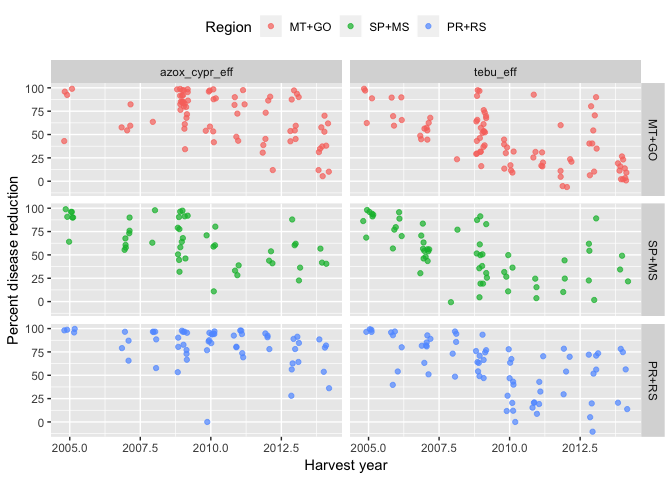 Region MT+GO SP+MS PR+RS
azox_cypr_eff tebu_eff
100
75
50
25
0
MT+GO
100
75
50
25
0
SP+MS
100
75
50
25
0
PR+RS
Percent disease reduction
2005.0 2007.5 2010.0 2012.5 2005.0 2007.5 2010.0 2012.5
Harvest year